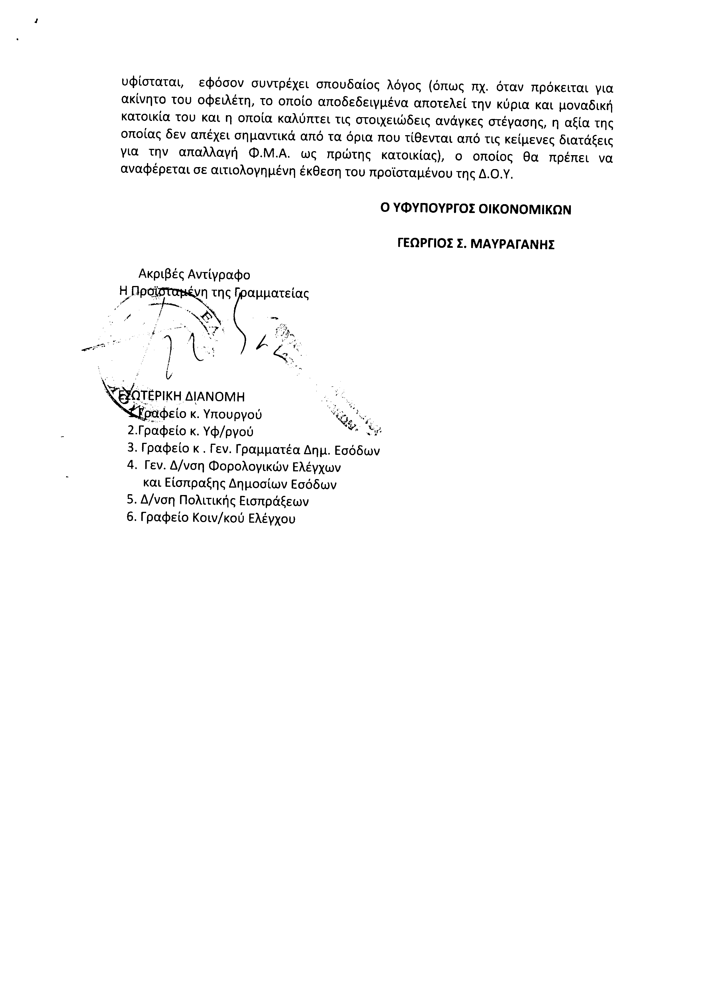 υφίσταται, εφόσον συντρέχει σπουδαίος λόγος (όπως πχ. όταν πρόκειται για
ακίνητο του οφειλέτη, το οποίο αποδεδειγμένα αποτελεί την κύρια και μοναδική
κατοικία του και η οποία καλύπτει τις στοιχειώδεις ανάγκες στέγασης, η αξία της
οποίας δεν απέχει σημαντικά από τα όρια που τίθενται από τις κείμενες διατάξεις
για την απαλλαγή Φ.Μ.Α. ως πρώτης κατοικίας), ο οποίος θα πρέπει να
αναφέρεται σε αιτιολογημένη έκθεση του προϊσταμένου της Δ.Ο.Υ.
Ο ΥΦΥΠΟΥΡΓΟΣ ΟΙΚΟΝΟΜΙΚΩΝ
ΓΕΩΡΓΙΟΣ Σ. ΜΑΥΡΑΓΑΝΗΣ
Ακριβές Αντίγραφο
Η Προϊσταμένη της Γραμματείας
ΕΣΩΤΕΡΙΚΗ ΔΙΑΝΟΜΗ
1.Γραφείο κ. Υπουργού
2.Γραφείο κ. Υφ/ργού
3. Γραφείο κ . Γεν. Γραμματέα Δημ. Εσόδων
4. Γεν. Δ/νση Φορολογικών Ελέγχων
και Είσπραξης Δημοσίων Εσόδων
5. Δ/νση Πολιτικής Εισπράξεων
6. Γραφείο Κοιν/κού Ελέγχου